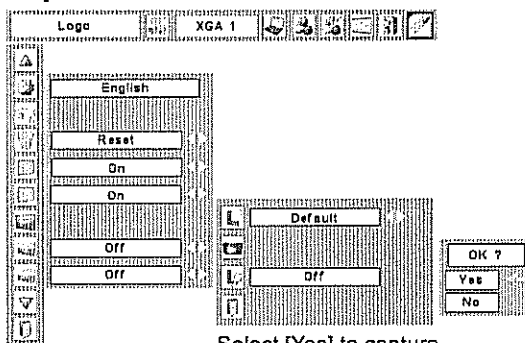 Logo XGA 1
English
Reset
On
On
Off
Off
Default
Off
OK ?
Yes
No
Select [Yes] to capture